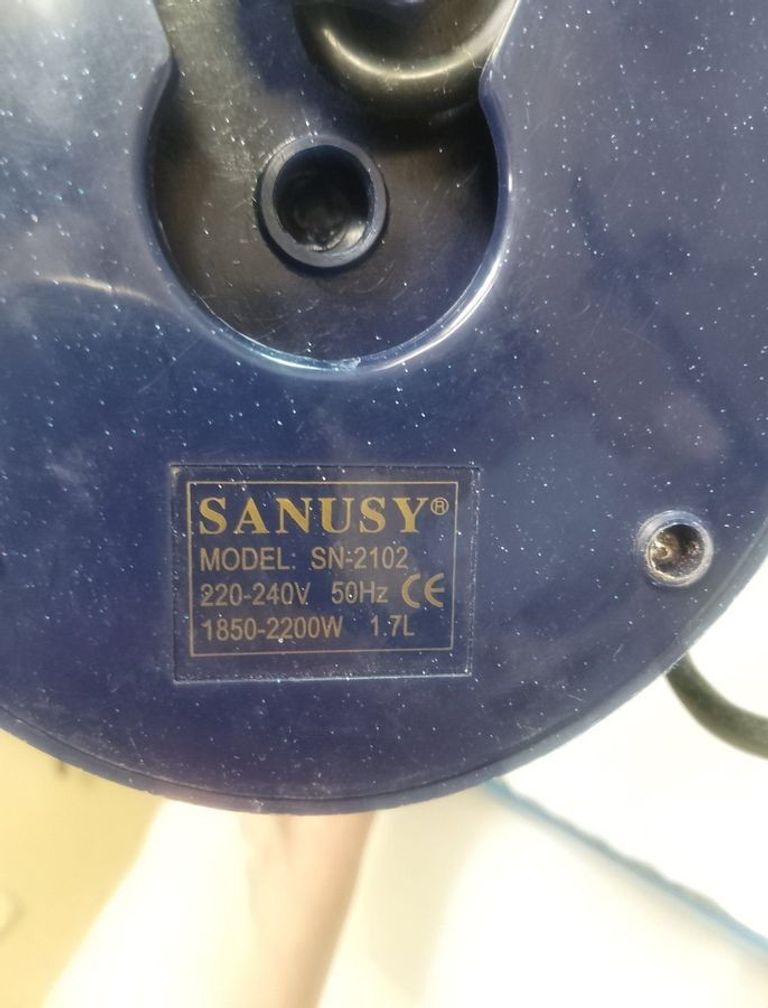 SANUSY®
MODEL: SN-2102
220-240V 50Hz CE
1850-2200W 1.7L